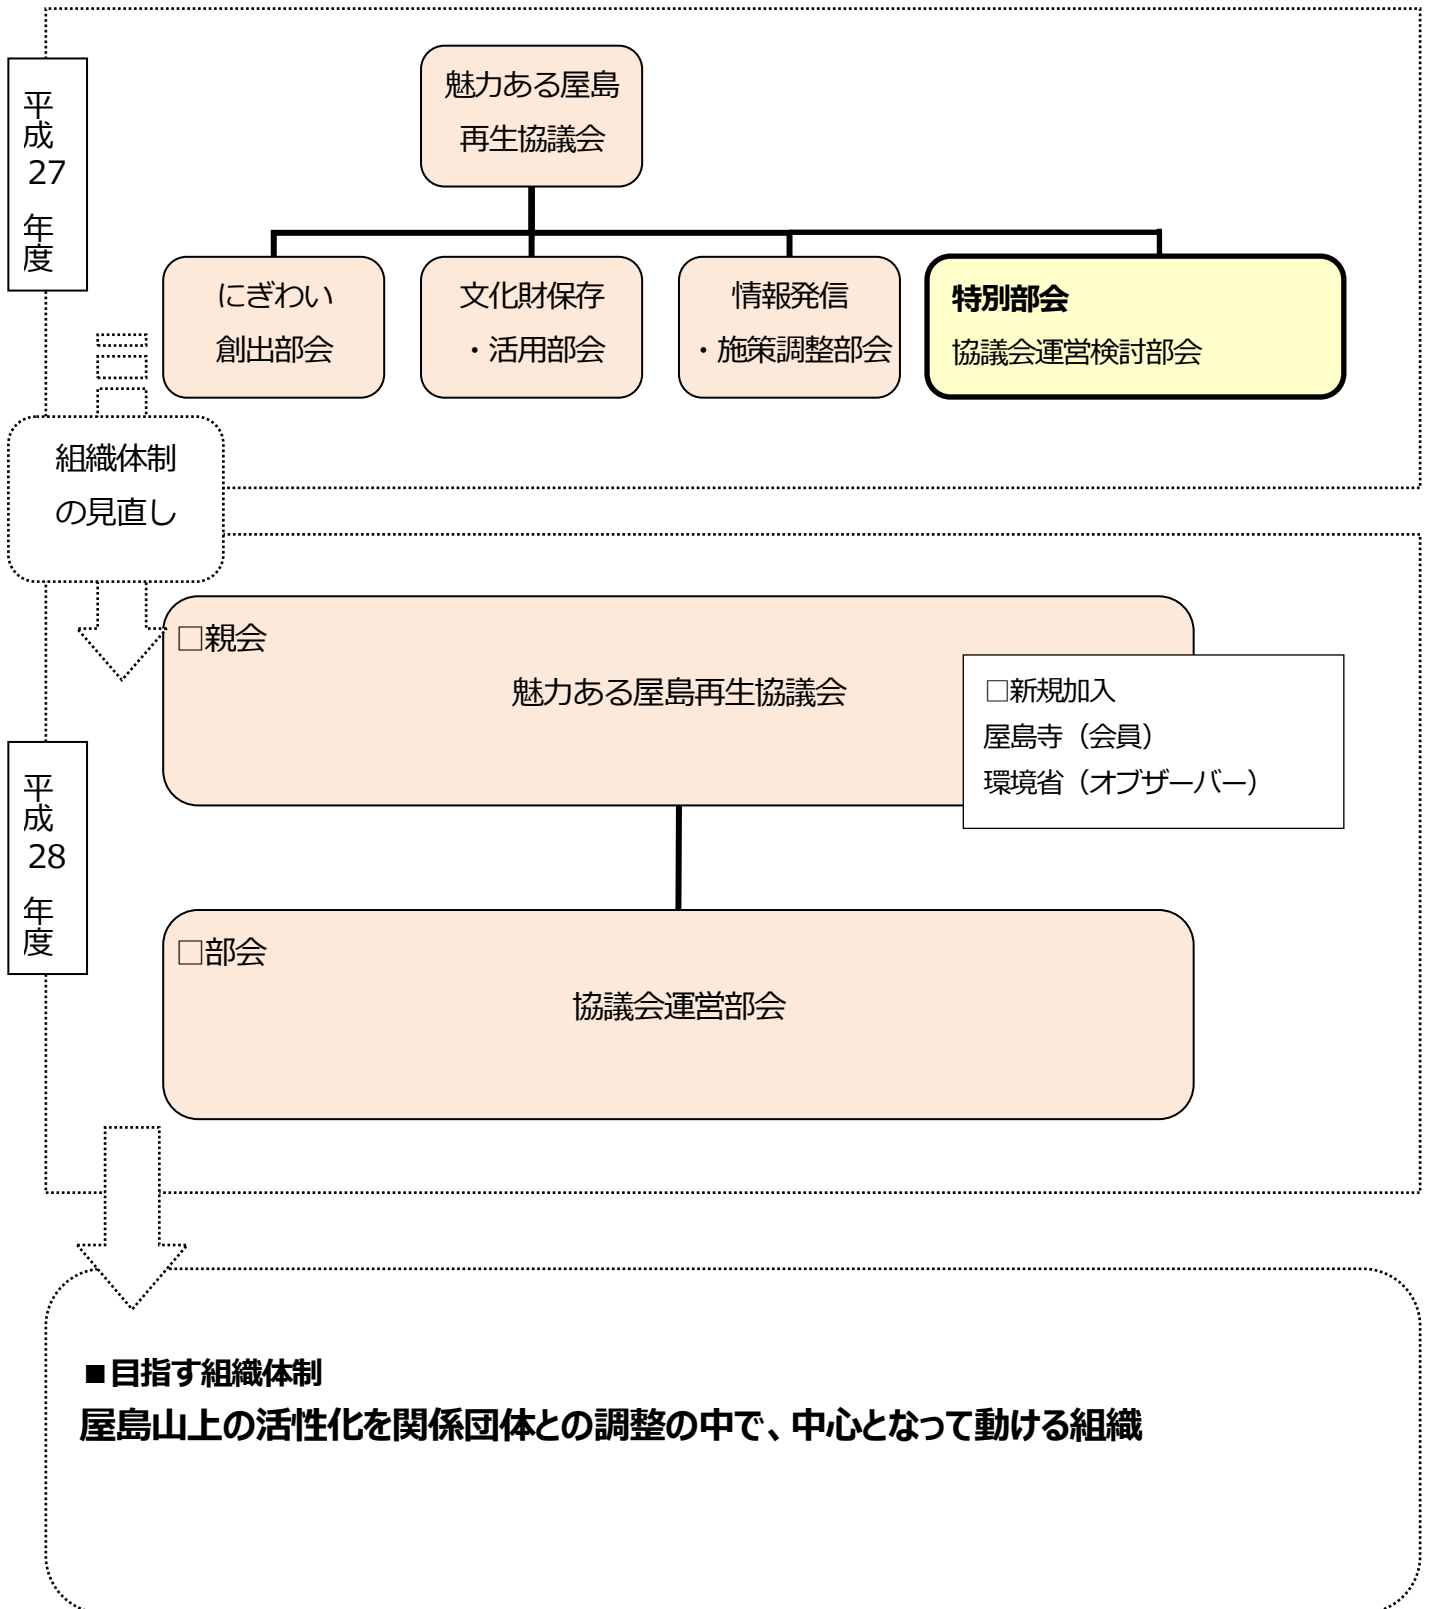 平成27年度
魅力ある屋島
再生協議会
にぎわい
創出部会
文化財保存
・活用部会
情報発信
・施策調整部会
特別部会
協議会運営検討部会
組織体制
の見直し
平成28年度
□親会
魅力ある屋島再生協議会
□新規加入
屋島寺（会員）
環境省（オブザーバー）
□部会
協議会運営部会
■目指す組織体制
屋島山上の活性化を関係団体との調整の中で、中心となって動ける組織